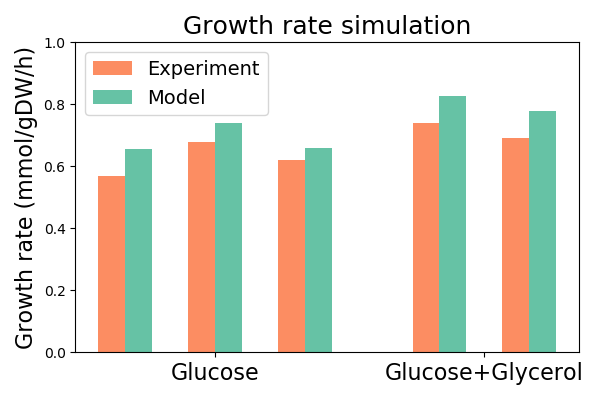 Growth rate simulation
Growth rate (mmol/gDW/h)
1.0
0.8
0.6
0.4
0.2
0.0
Experiment
Model
Glucose
Glucose+Glycerol